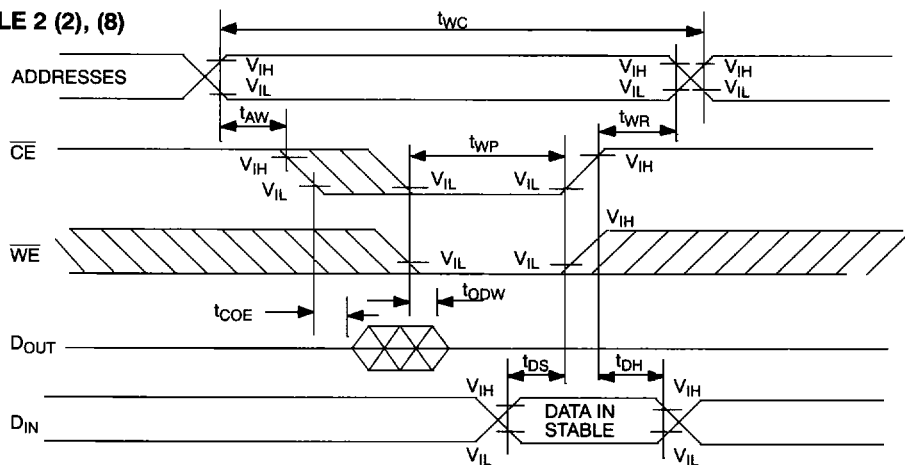 LE 2 (2), (8)
tWC
ADDRESSES
VIH VIH VIH
VIL VIL VIL
tAW tWR
CE tWP
VIH VIH
VIL VIL VIL
WE VIH
VIL VIL
tCOE tODW
DOUT
tDS tDH
VIH DATA IN VIH
DIN STABLE
VIL VIL